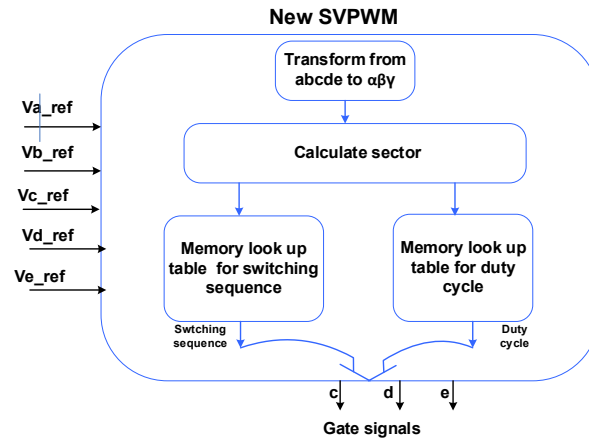 New SVPWM
Transform from
abcde to αβγ
Va_ref
Vb_ref
Vc_ref
Vd_ref
Ve_ref
Calculate sector
Memory look up
table for switching
sequence
Memory look up
table for duty
cycle
Swtching
sequence
Duty
cycle
c
d
e
Gate signals